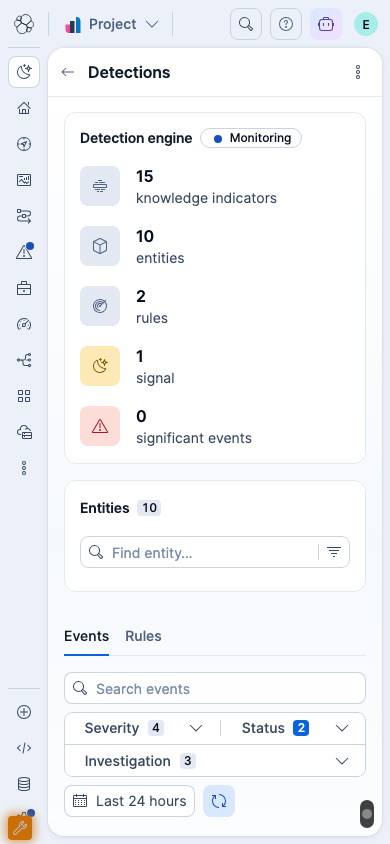 Project
E
Detections
Detection engine
Monitoring
15
knowledge indicators
10
entities
2
rules
1
signal
0
significant events
Entities 10
Find entity...
Events Rules
Search events
Severity 4 Status 2
Investigation 3
Last 24 hours